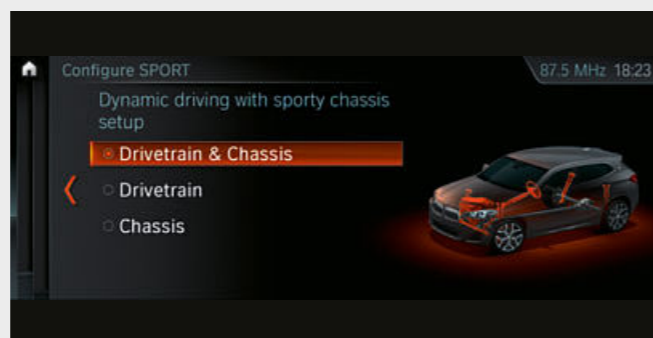 Configure SPORT
87.5 MHz 18:23
Dynamic driving with sporty chassis
setup
Drivetrain & Chassis
Drivetrain
Chassis